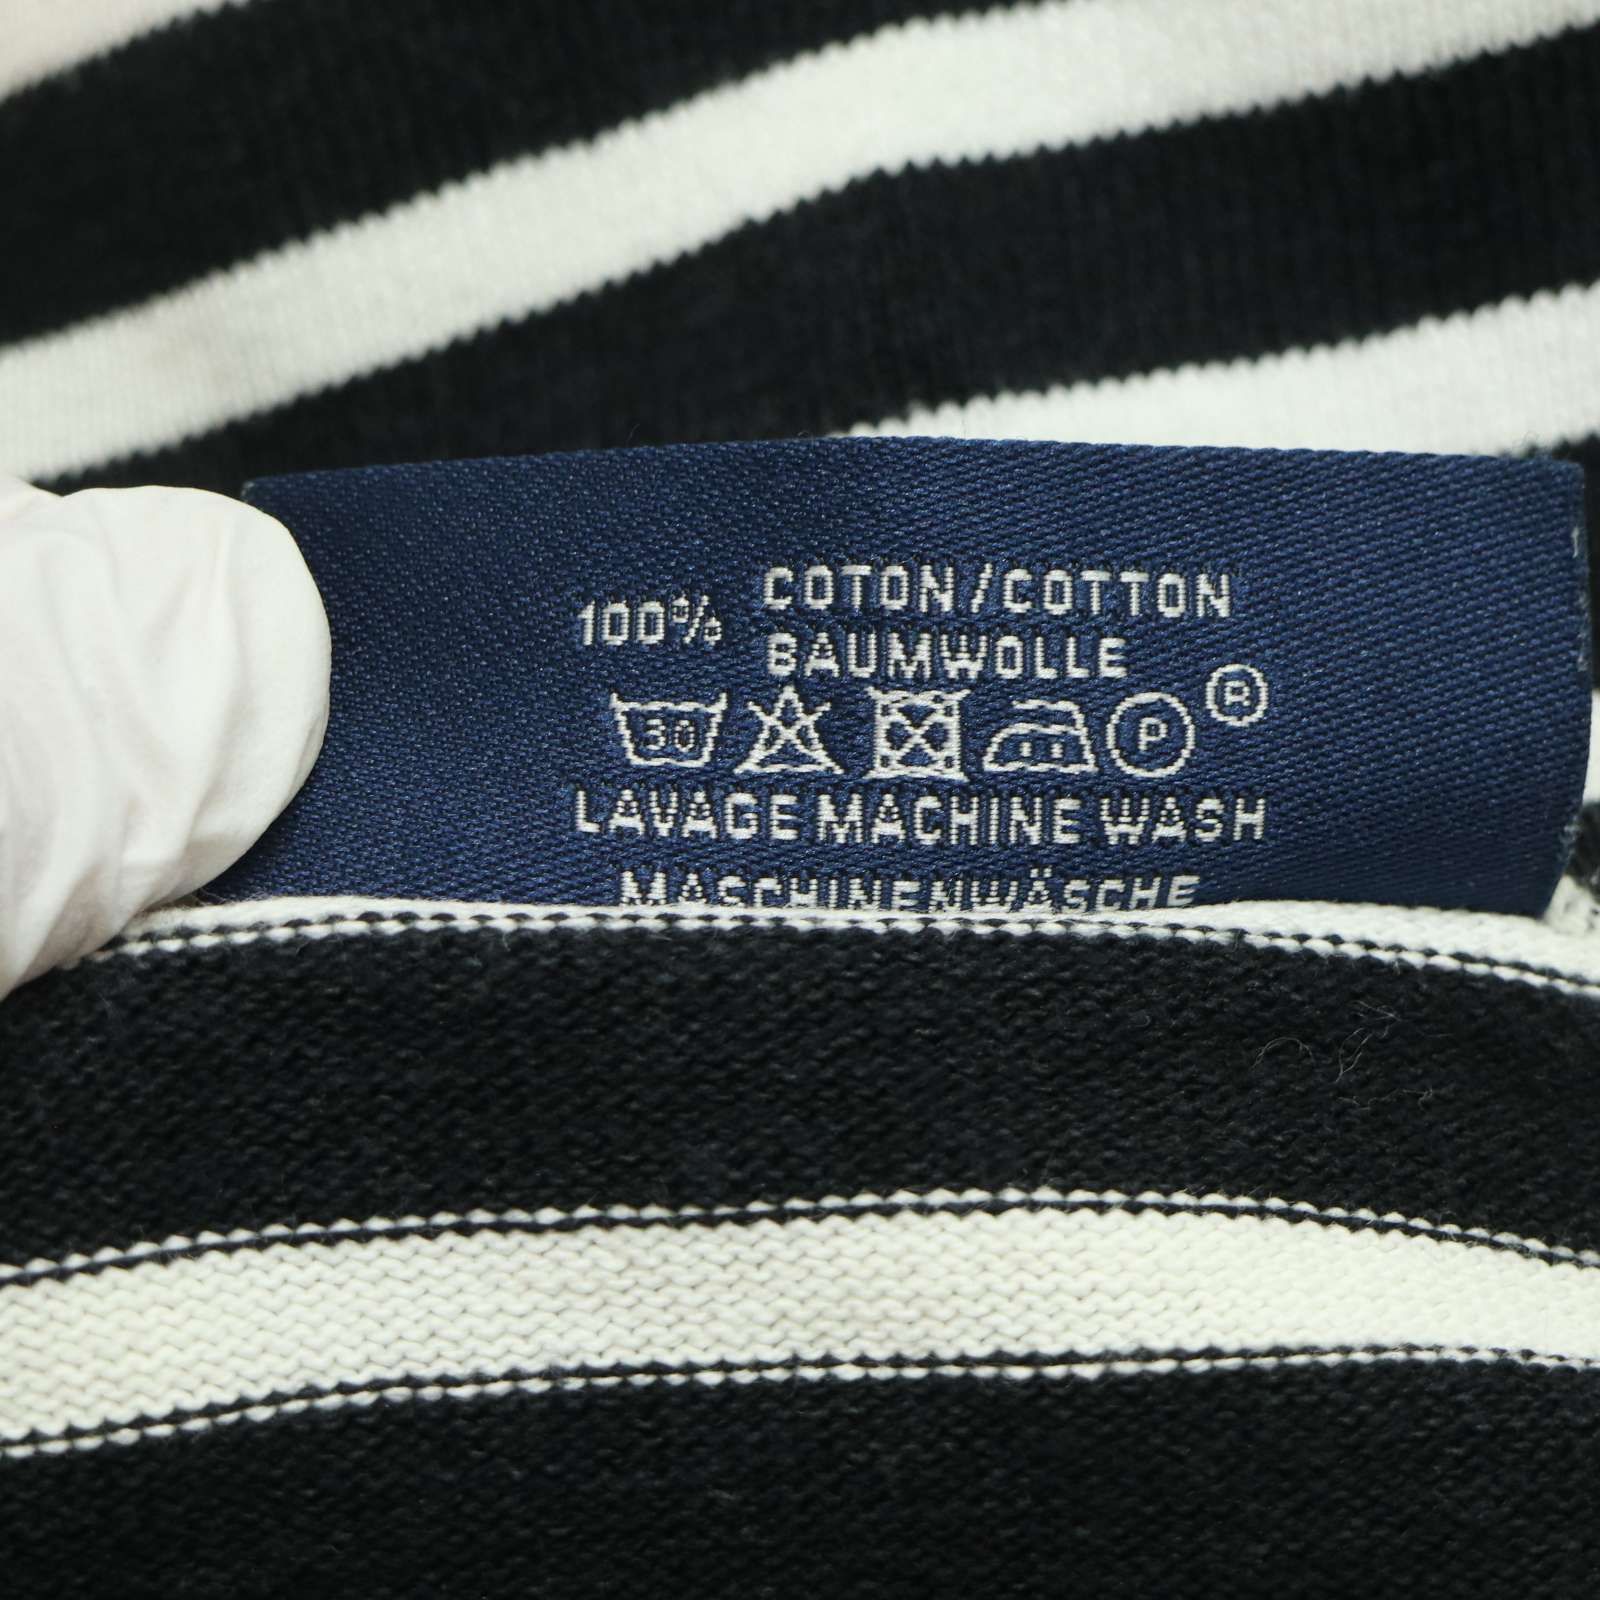 100% COTON/COTTON
BAUMWOLLE
30 P ®
LAVAGE MACHINE WASH
MASCHINENWÄSCHE